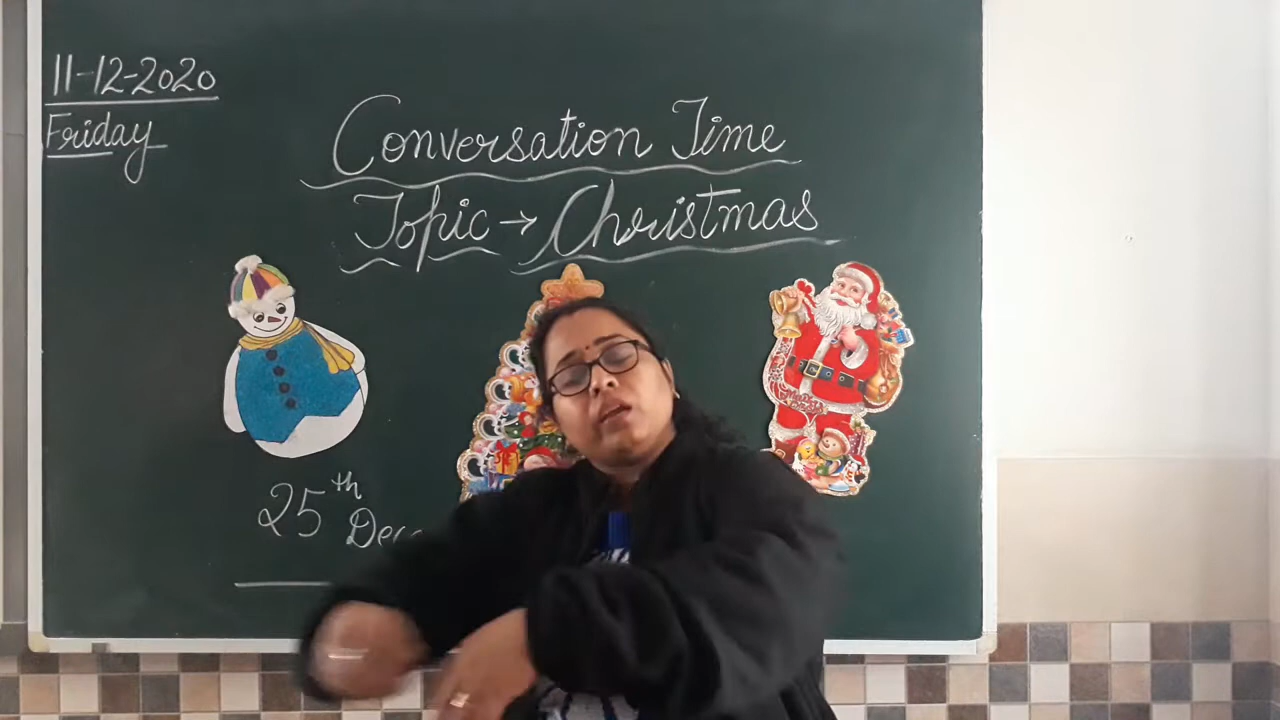 11-12-2020
Friday
Conversation Time
Topic → Christmas
25th